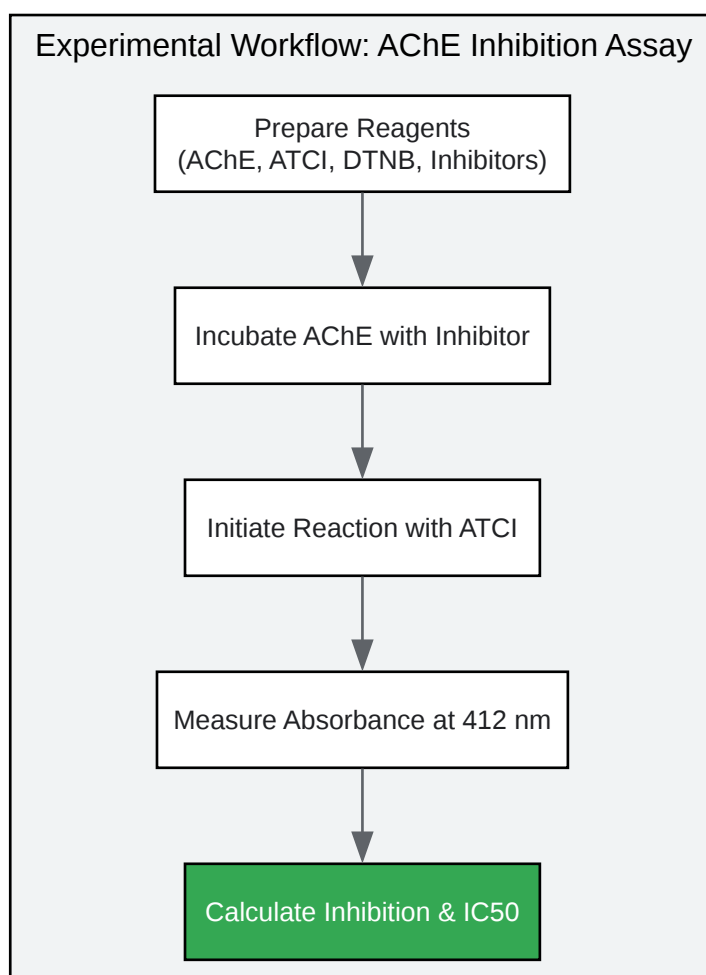 Experimental Workflow: AChE Inhibition Assay
Prepare Reagents
(AChE, ATCI, DTNB, Inhibitors)
Incubate AChE with Inhibitor
Initiate Reaction with ATCI
Measure Absorbance at 412 nm
Calculate Inhibition & IC50